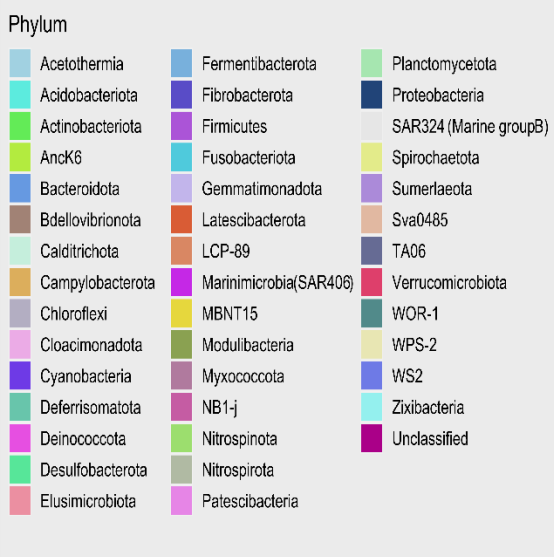 Phylum
Acetothermia
Acidobacteriota
Actinobacteriota
AncK6
Bacteroidota
Bdellovibrionota
Calditrichota
Campylobacterota
Chloroflexi
Cloacimonadota
Cyanobacteria
Deferrisomatota
Deinococcota
Desulfobacterota
Elusimicrobiota
Fermentibacterota
Fibrobacterota
Firmicutes
Fusobacteriota
Gemmatimonadota
Latescibacterota
LCP-89
Marinimicrobia(SAR406)
MBNT15
Modulibacteria
Myxococcota
NB1-j
Nitrospinota
Nitrospirota
Patescibacteria
Planctomycetota
Proteobacteria
SAR324 (Marine groupB)
Spirochaetota
Sumerlaeota
Sva0485
TA06
Verrucomicrobiota
WOR-1
WPS-2
WS2
Zixibacteria
Unclassified